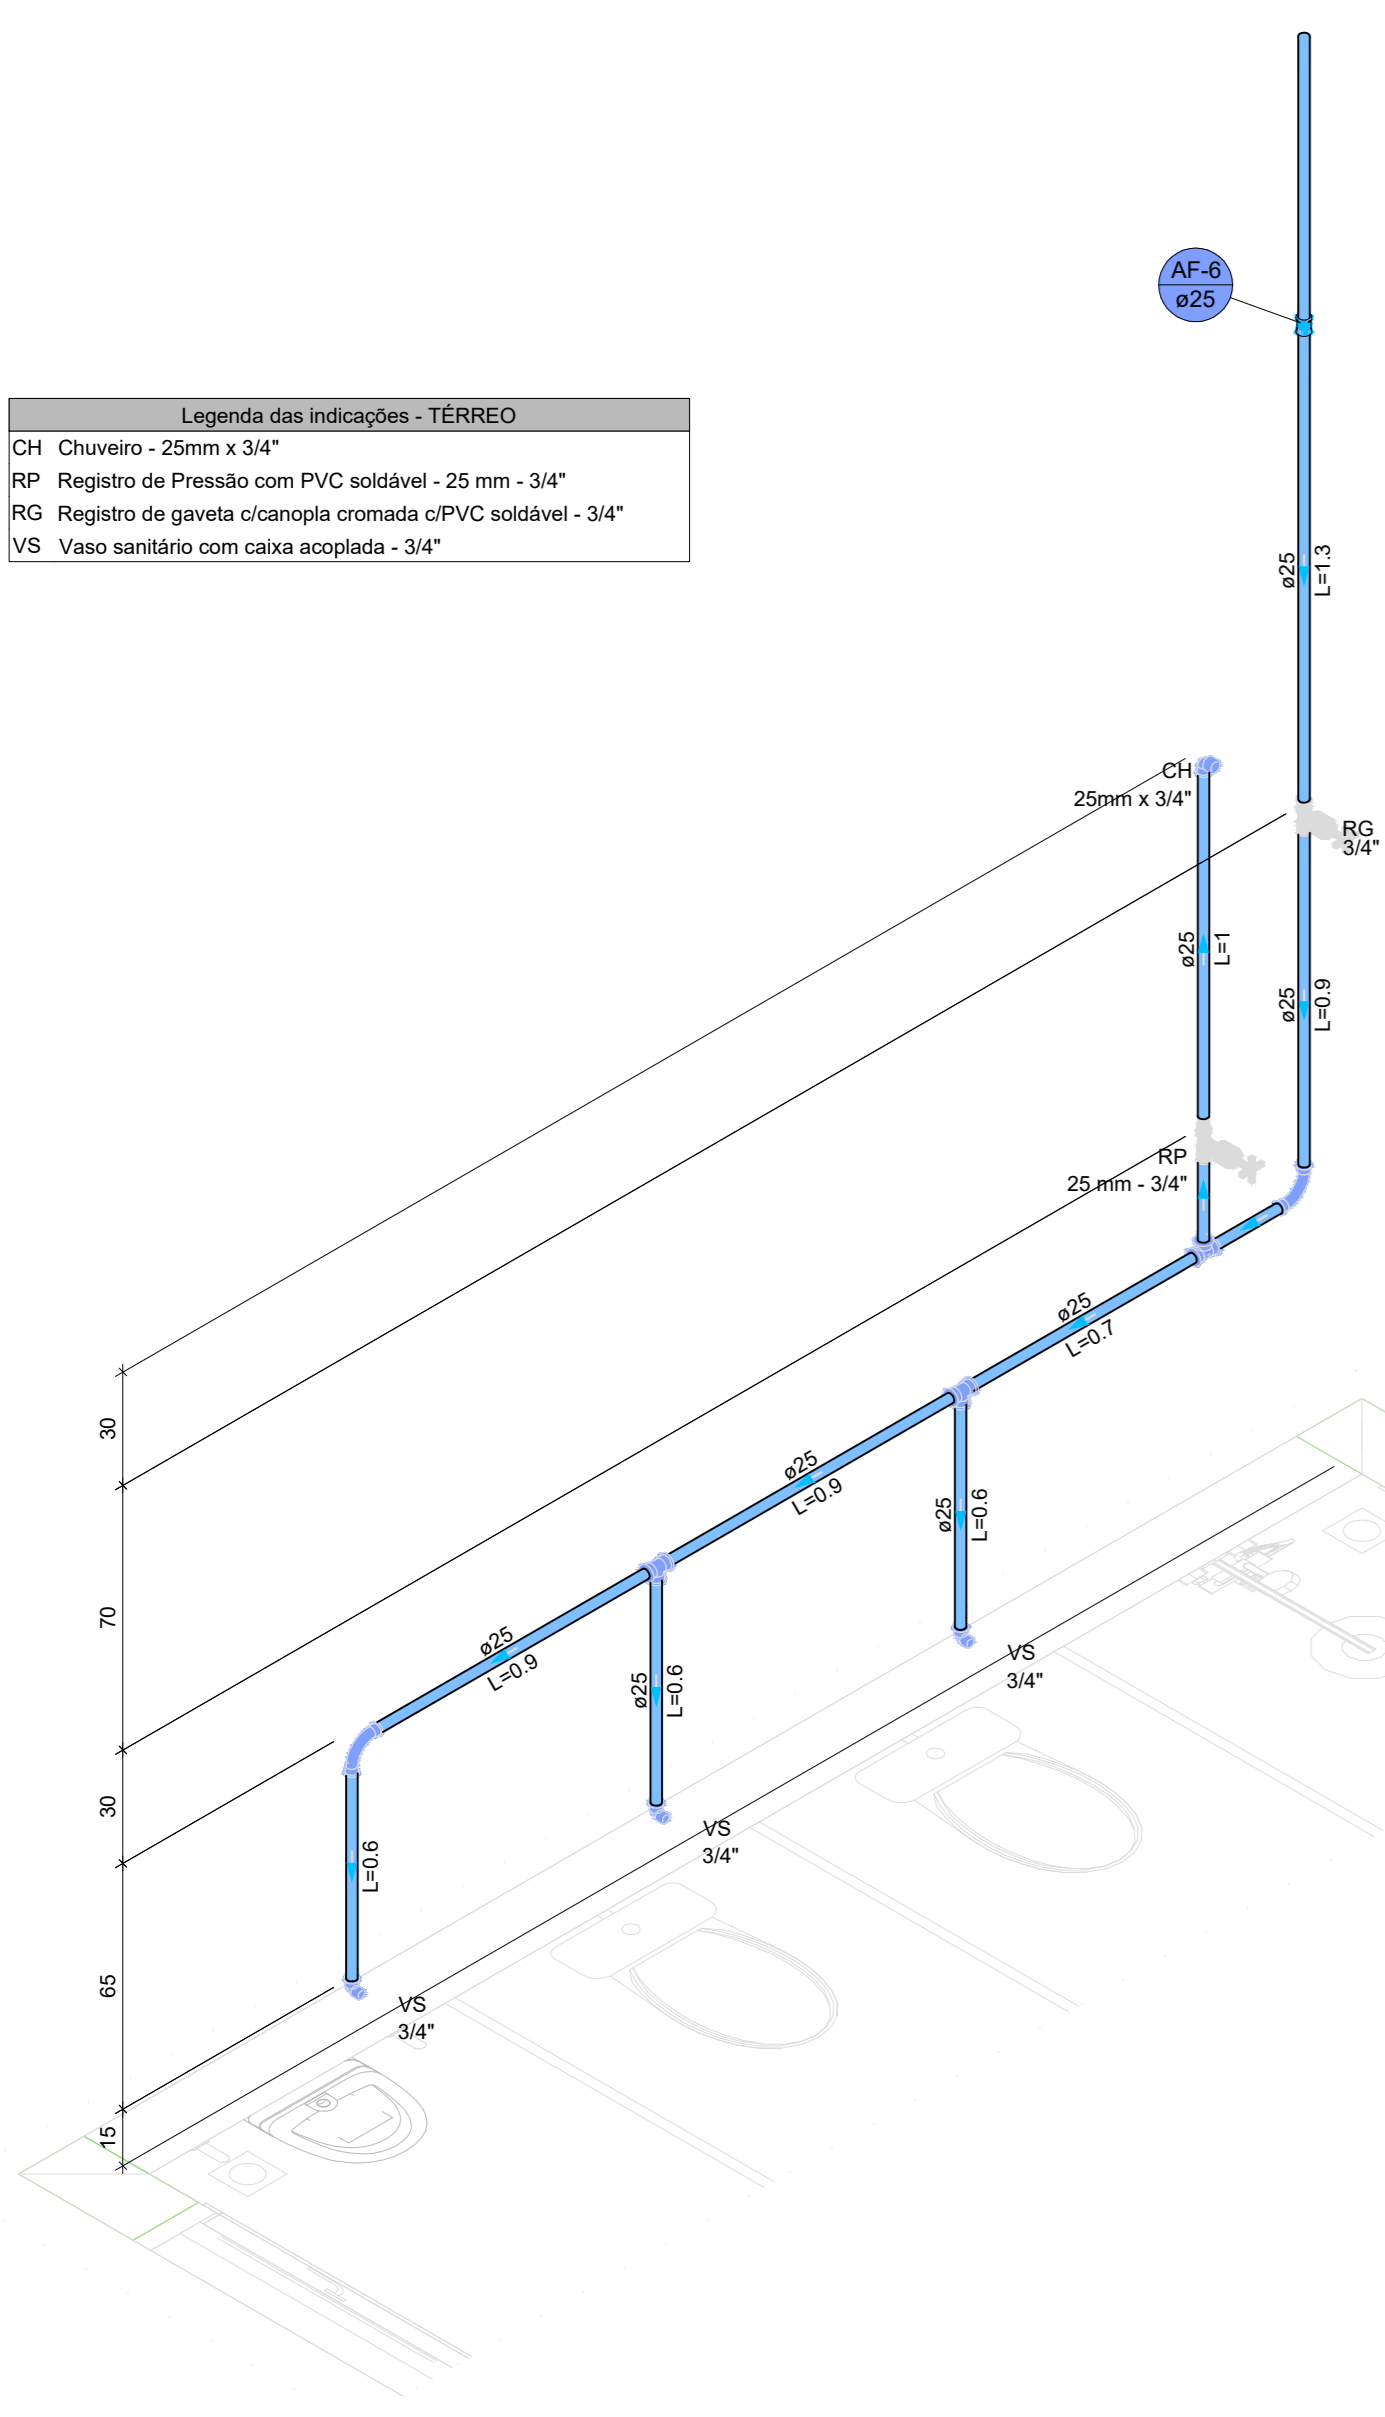 AF-6
ø25
Legenda das indicações - TÉRREO
CH Chuveiro - 25mm x 3/4"
RP Registro de Pressão com PVC soldável - 25 mm - 3/4"
RG Registro de gaveta c/canopla cromada c/PVC soldável - 3/4"
VS Vaso sanitário com caixa acoplada - 3/4"
ø25
L=1.3
CH
25mm x 3/4"
RG
3/4"
ø25
L=1
ø25
L=0.9
RP
25 mm - 3/4"
ø25
L=0.7
30
ø25
L=0.9
ø25
L=0.6
70
ø25
L=0.9
ø25
L=0.6
VS
3/4"
30
L=0.6
VS
3/4"
65
VS
3/4"
15